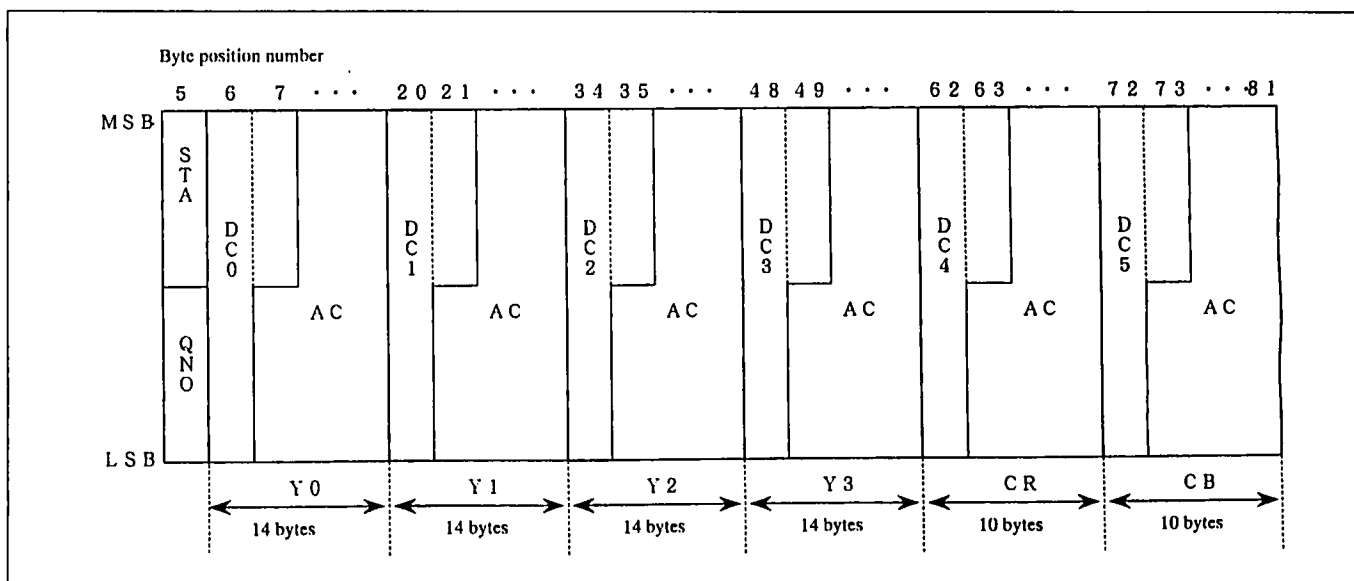 Byte position number
5 6 7 ··· 20 21 ··· 34 35 ··· 48 49 ··· 62 63 ··· 72 73 ···81
MSB
STA
DC0
DC1
DC2
DC3
DC4
DC5
AC AC AC AC AC AC
QNO
LSB
Y0 Y1 Y2 Y3 CR CB
14 bytes 14 bytes 14 bytes 14 bytes 10 bytes 10 bytes